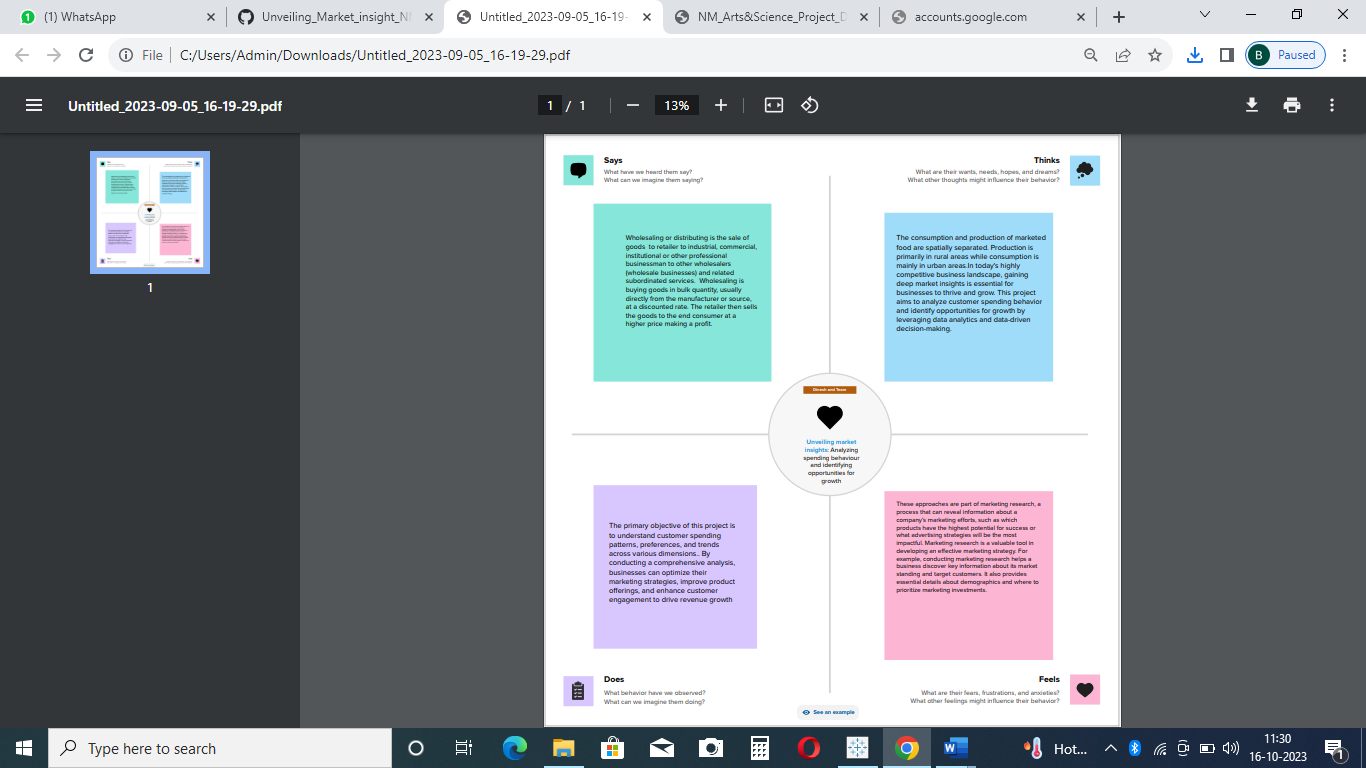 (1) WhatsApp
Unveiling_Market_insight_N
Untitled_2023-09-05_16-19-
NM_Arts&Science_Project_D
accounts.google.com
File
C:/Users/Admin/Downloads/Untitled_2023-09-05_16-19-29.pdf
B
Paused
Untitled_2023-09-05_16-19-29.pdf
1 / 1
13%
1
Says
What have we heard them say?
What can we imagine them saying?
Thinks
What are their wants, needs, hopes, and dreams?
What other thoughts might influence their behavior?
Wholesaling or distributing is the sale of
goods to retailer to industrial, commercial,
institutional or other professional
businessman to other wholesalers
(wholesale businesses) and related
subordinated services. Wholesaling is
buying goods in bulk quantity, usually
directly from the manufacturer or source,
at a discounted rate. The retailer then sells
the goods to the end consumer at a
higher price making a profit.
The consumption and production of marketed
food are spatially separated. Production is
primarily in rural areas while consumption is
mainly in urban areas.In today's highly
competitive business landscape, gaining
deep market insights is essential for
businesses to thrive and grow. This project
aims to analyze customer spending behavior
and identify opportunities for growth by
leveraging data analytics and data-driven
decision-making.
Dinesh and Team
Unveiling market
insights: Analyzing
spending behaviour
and identifying
opportunities for
growth
The primary objective of this project is
to understand customer spending
patterns, preferences, and trends
across various dimensions.. By
conducting a comprehensive analysis,
businesses can optimize their
marketing strategies, improve product
offerings, and enhance customer
engagement to drive revenue growth
These approaches are part of marketing research, a
process that can reveal information about a
company's marketing efforts, such as which
products have the highest potential for success or
what advertising strategies will be the most
impactful. Marketing research is a valuable tool in
developing an effective marketing strategy. For
example, conducting marketing research helps a
business discover key information about its market
standing and target customers. It also provides
essential details about demographics and where to
prioritize marketing investments.
Does
What behavior have we observed?
What can we imagine them doing?
Feels
What are their fears, frustrations, and anxieties?
What other feelings might influence their behavior?
See an example
Type here to search
Hot...
11:30
16-10-2023
1